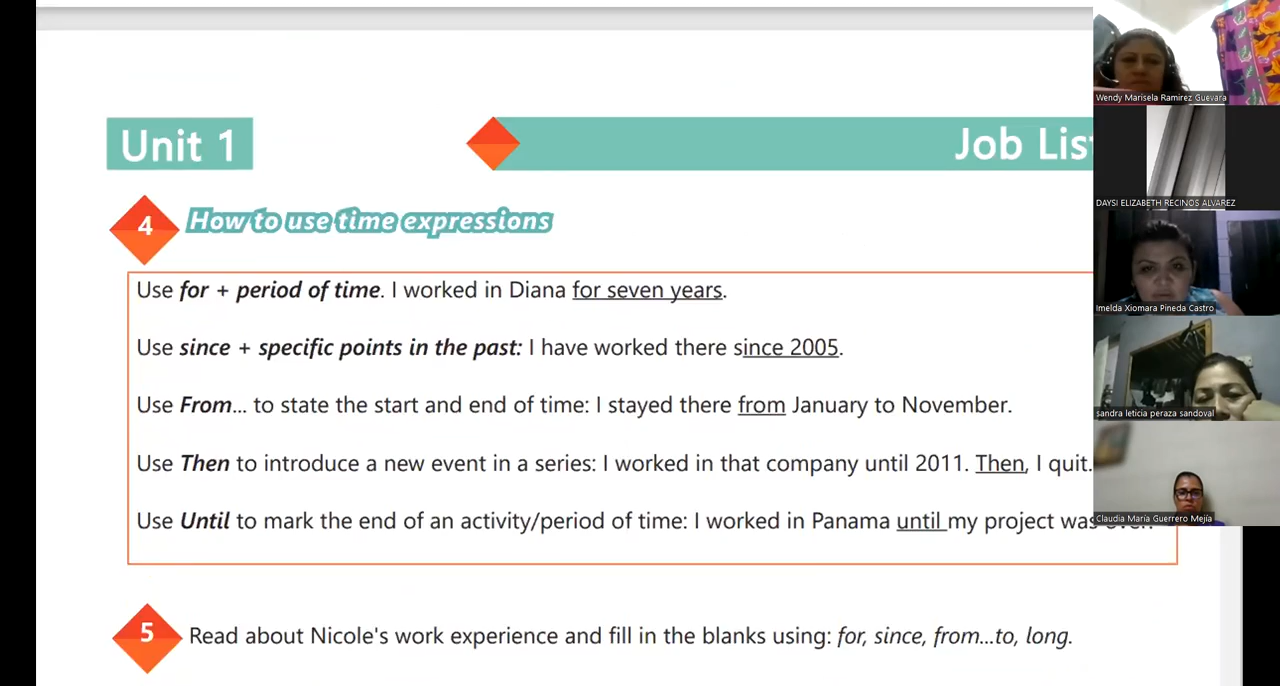 Unit 1
Job Lis
4
How to use time expressions
Use for + period of time. I worked in Diana for seven years.
Use since + specific points in the past: I have worked there since 2005.
Use From... to state the start and end of time: I stayed there from January to November.
Use Then to introduce a new event in a series: I worked in that company until 2011. Then, I quit.
Use Until to mark the end of an activity/period of time: I worked in Panama until my project was over.
5
Read about Nicole's work experience and fill in the blanks using: for, since, from...to, long.
Wendy Marisela Ramirez Guevara
DAYSI ELIZABETH RECINOS ALVAREZ
Imelda Xiomara Pineda Castro
sandra leticia peraza sandoval
Claudia María Guerrero Mejía